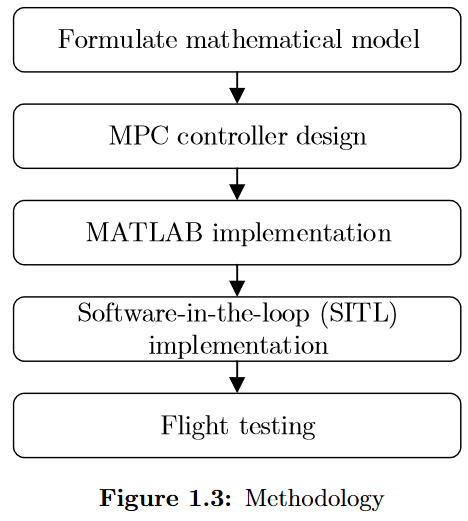 Formulate mathematical model
MPC controller design
MATLAB implementation
Software-in-the-loop (SITL)
implementation
Flight testing
Figure 1.3: Methodology